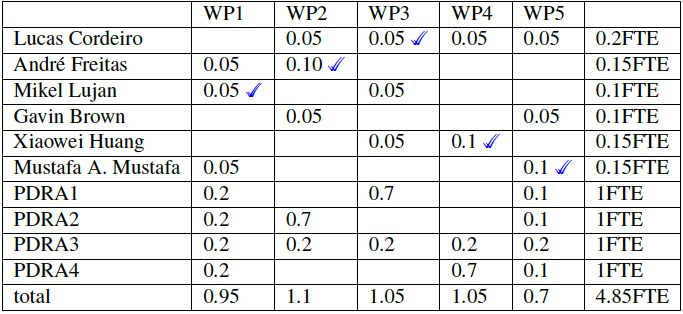 WP1 WP2 WP3 WP4 WP5
Lucas Cordeiro 0.05 0.05 ✓ 0.05 0.05 0.2FTE
André Freitas 0.05 0.10 ✓ 0.15FTE
Mikel Lujan 0.05 ✓ 0.05 0.1FTE
Gavin Brown 0.05 0.05 0.1FTE
Xiaowei Huang 0.05 0.1 ✓ 0.15FTE
Mustafa A. Mustafa 0.05 0.1 ✓ 0.15FTE
PDRA1 0.2 0.7 0.1 1FTE
PDRA2 0.2 0.7 0.1 1FTE
PDRA3 0.2 0.2 0.2 0.2 0.2 1FTE
PDRA4 0.2 0.7 0.1 1FTE
total 0.95 1.1 1.05 1.05 0.7 4.85FTE